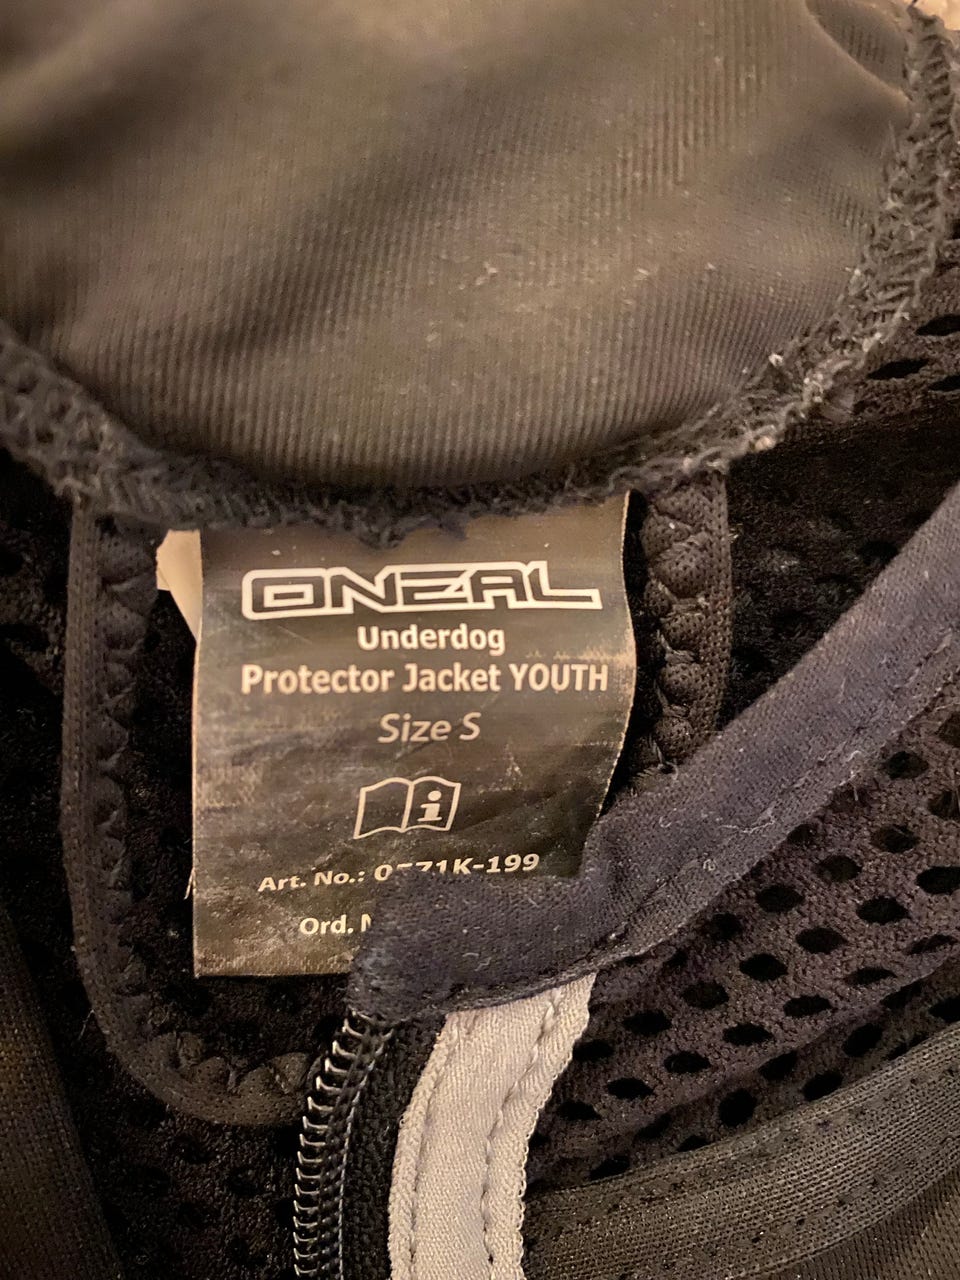 ONEAL
Underdog
Protector Jacket YOUTH
Size S
i
Art. No.:
Ord.